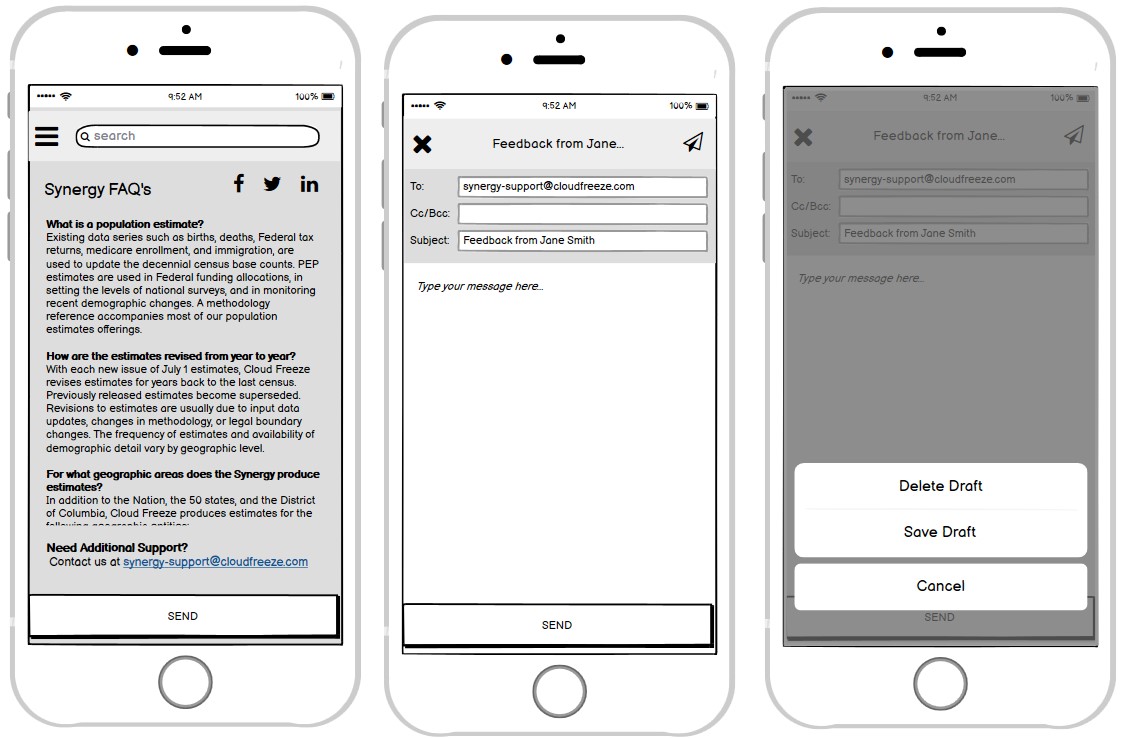 9:52 AM
100%
search
Synergy FAQ's
What is a population estimate?
Existing data series such as births, deaths, Federal tax
returns, medicare enrollment, and immigration, are
used to update the decennial census base counts. PEP
estimates are used in Federal funding allocations, in
setting the levels of national surveys, and in monitoring
recent demographic changes. A methodology
reference accompanies most of our population
estimates offerings.
How are the estimates revised from year to year?
With each new issue of July 1 estimates, Cloud Freeze
revises estimates for years back to the last census.
Previously released estimates become superseded.
Revisions to estimates are usually due to input data
updates, changes in methodology, or legal boundary
changes. The frequency of estimates and availability of
demographic detail vary by geographic level.
For what geographic areas does the Synergy produce
estimates?
In addition to the Nation, the 50 states, and the District
of Columbia, Cloud Freeze produces estimates for the
following geographic entities:
Need Additional Support?
Contact us at synergy-support@cloudfreeze.com
SEND
9:52 AM
100%
Feedback from Jane...
To:
synergy-support@cloudfreeze.com
Cc/Bcc:
Subject:
Feedback from Jane Smith
Type your message here...
SEND
9:52 AM
100%
Feedback from Jane...
To:
synergy-support@cloudfreeze.com
Cc/Bcc:
Subject:
Feedback from Jane Smith
Type your message here...
Delete Draft
Save Draft
Cancel
SEND